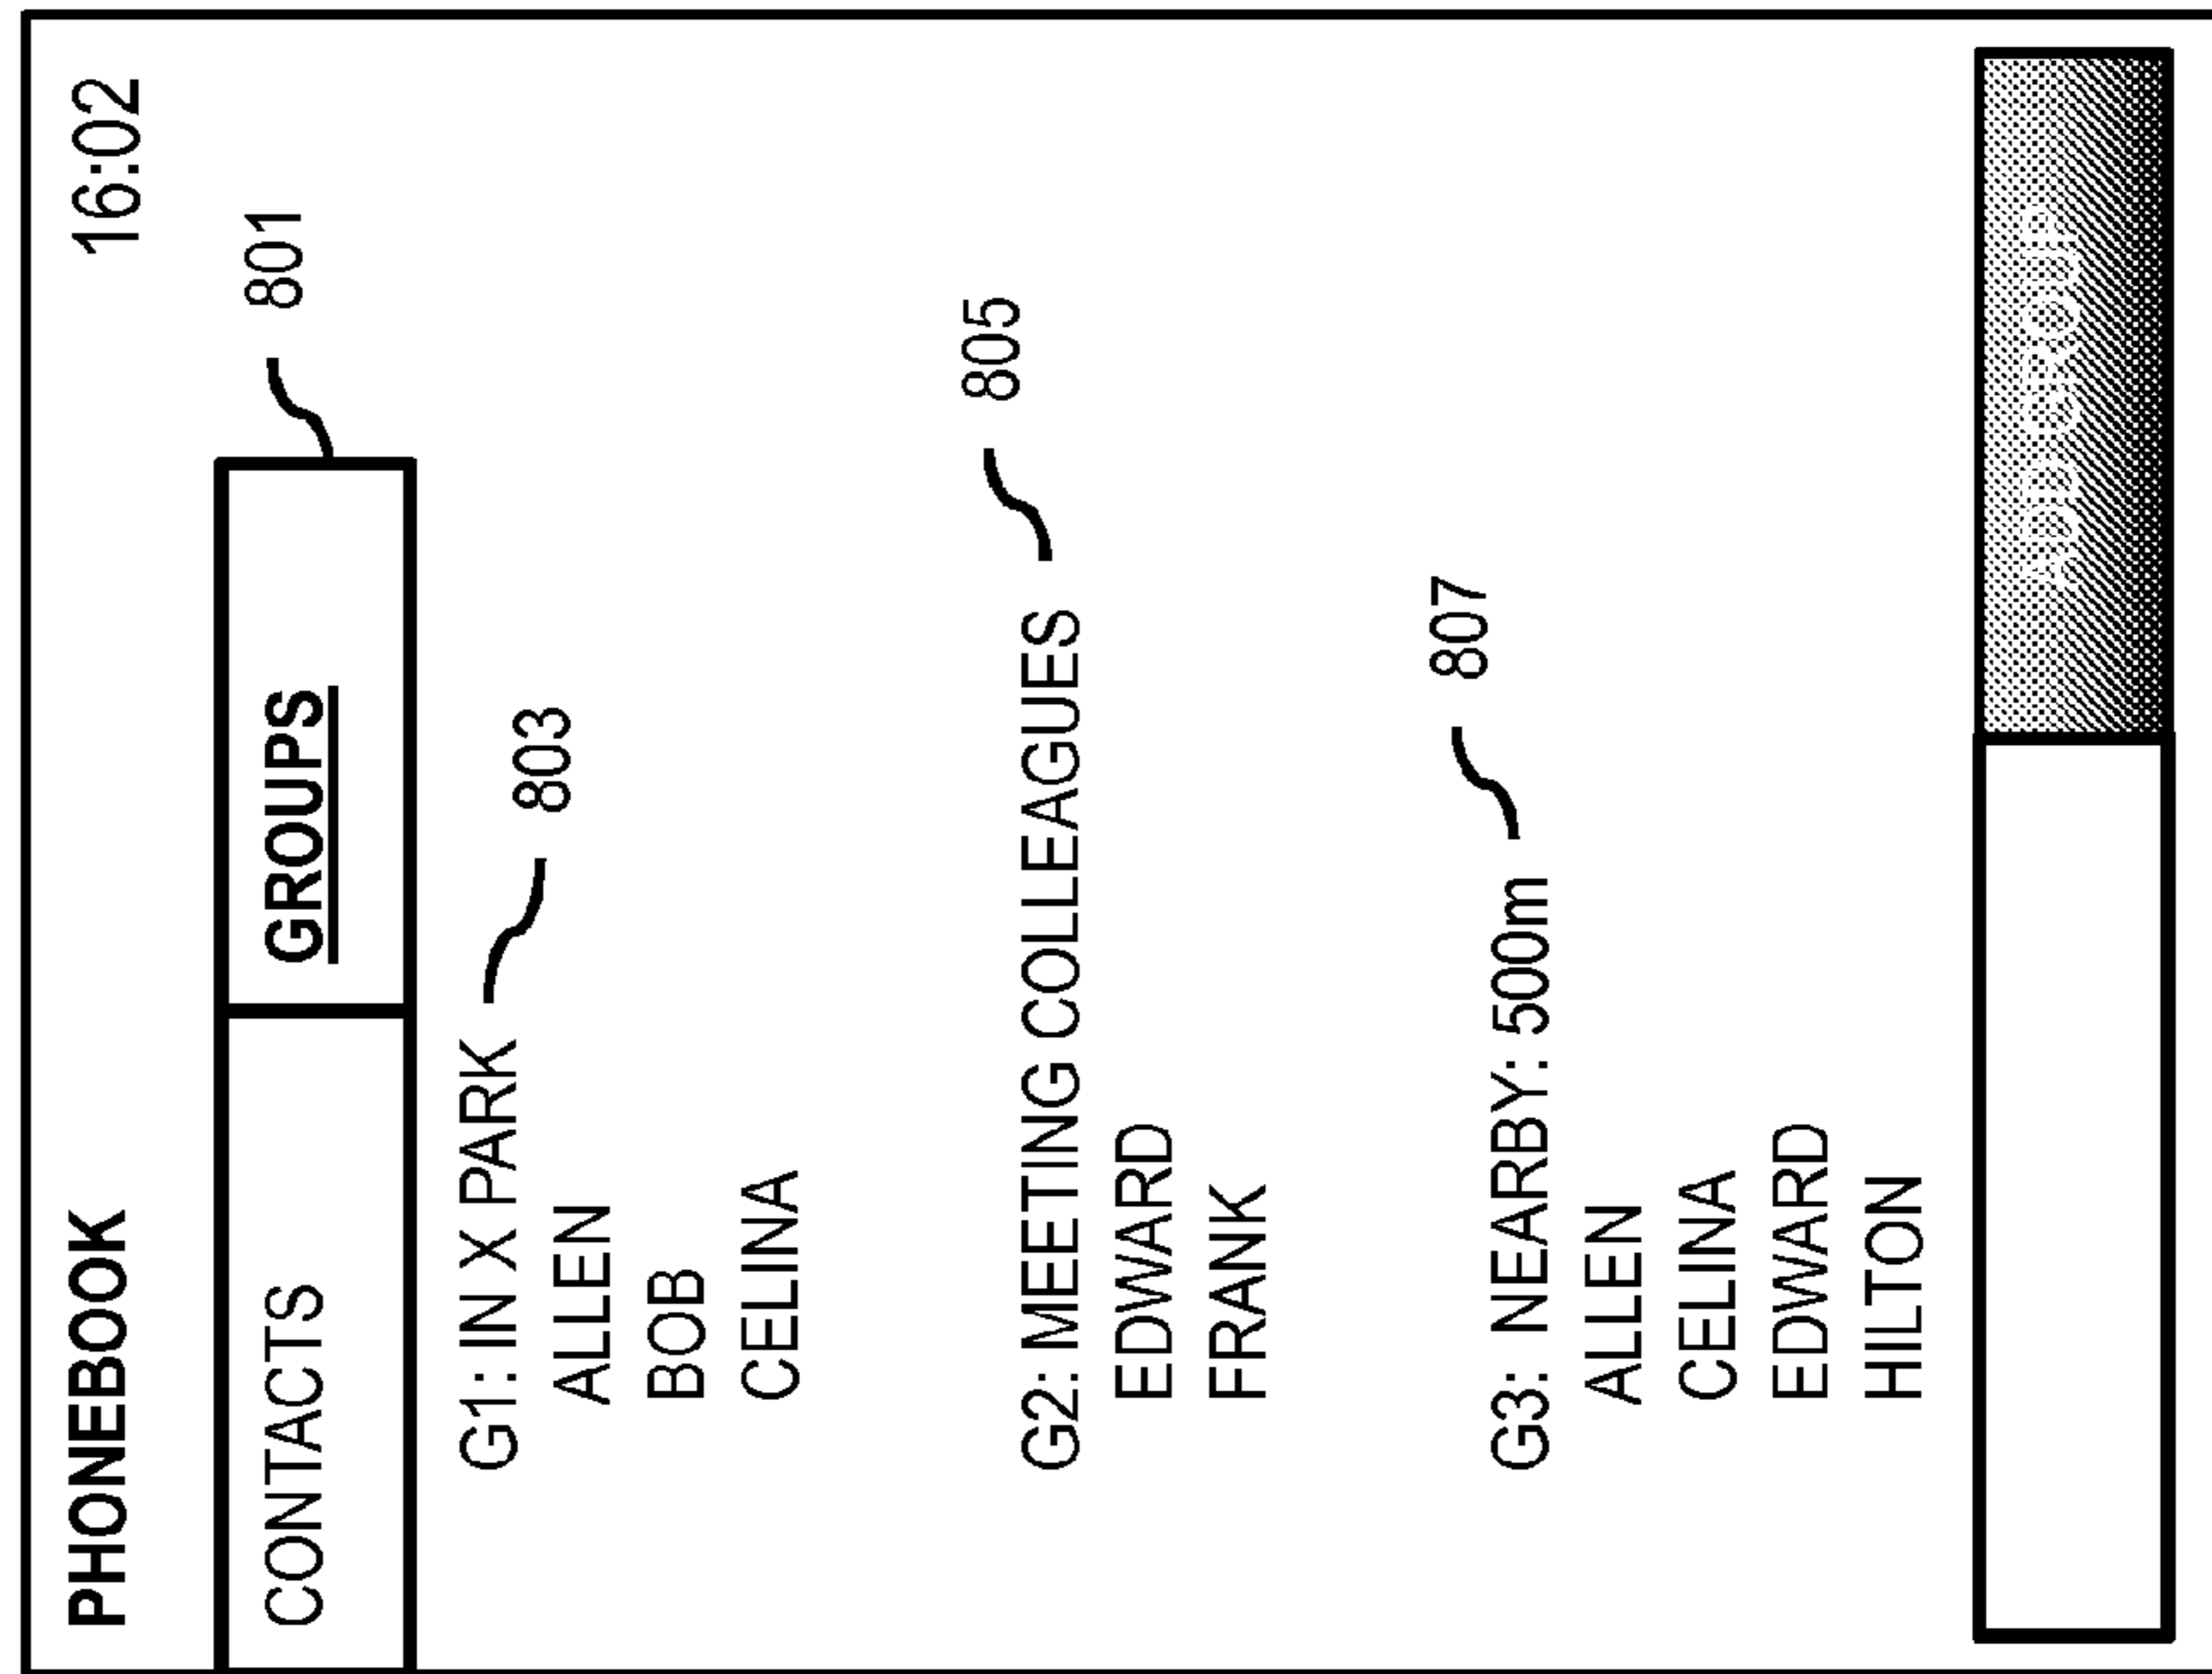 PHONEBOOK 16:02
CONTACTS GROUPS 801
G1: IN X PARK 803
ALLEN
BOB
CELINA
G2: MEETING COLLEAGUES 805
EDWARD
FRANK
G3: NEARBY: 500m 807
ALLEN
CELINA
EDWARD
HILTON